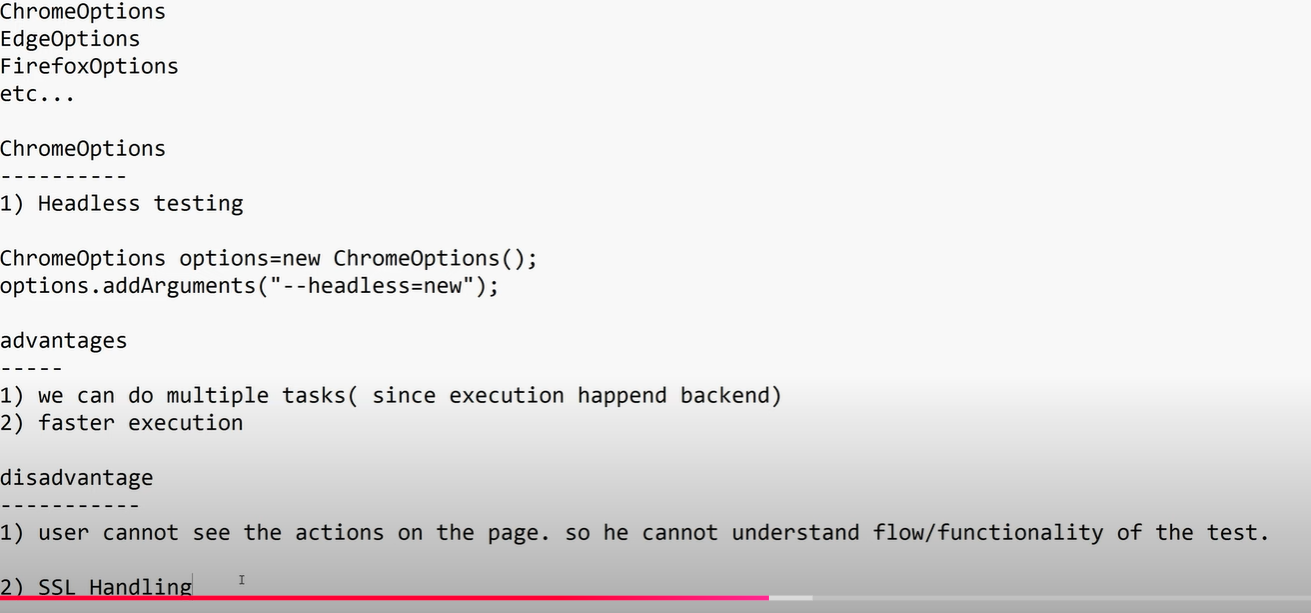 ChromeOptions
EdgeOptions
FirefoxOptions
etc...
ChromeOptions
----------
1) Headless testing
ChromeOptions options=new ChromeOptions();
options.addArguments("--headless=new");
advantages
-----
1) we can do multiple tasks( since execution happend backend)
2) faster execution
disadvantage
-----------
1) user cannot see the actions on the page. so he cannot understand flow/functionality of the test.
2) SSL Handling